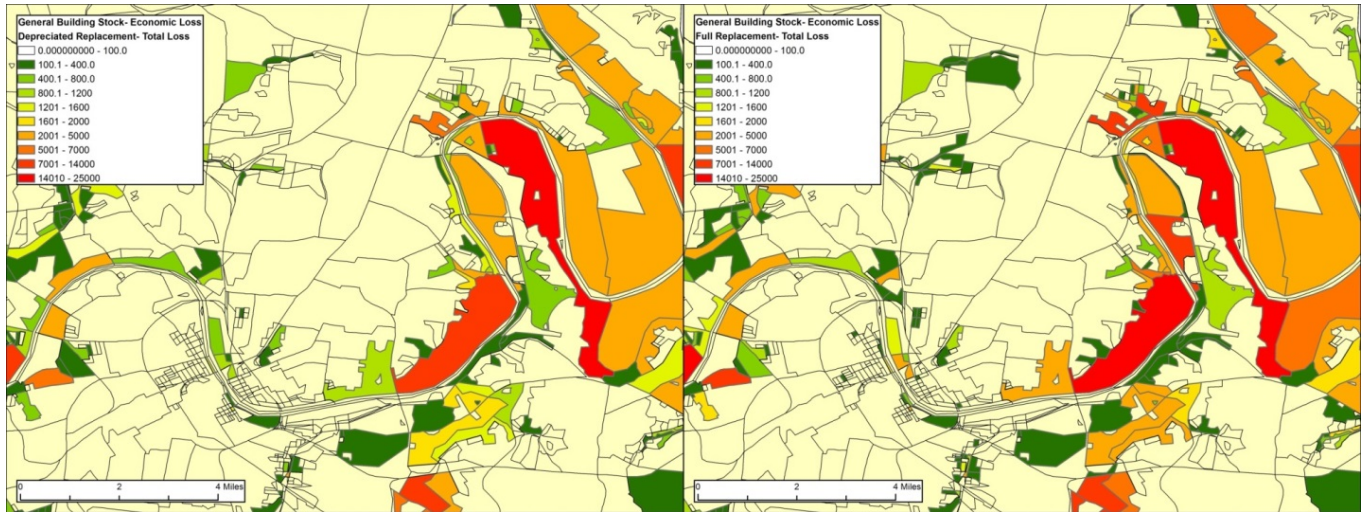 General Building Stock- Economic Loss
Depreciated Replacement- Total Loss
0.000000000 - 100.0
100.1 - 400.0
400.1 - 800.0
800.1 - 1200
1201 - 1600
1601 - 2000
2001 - 5000
5001 - 7000
7001 - 14000
14010 - 25000
0 2 4 Miles
General Building Stock- Economic Loss
Full Replacement- Total Loss
0.000000000 - 100.0
100.1 - 400.0
400.1 - 800.0
800.1 - 1200
1201 - 1600
1601 - 2000
2001 - 5000
5001 - 7000
7001 - 14000
14010 - 25000
0 2 4 Miles